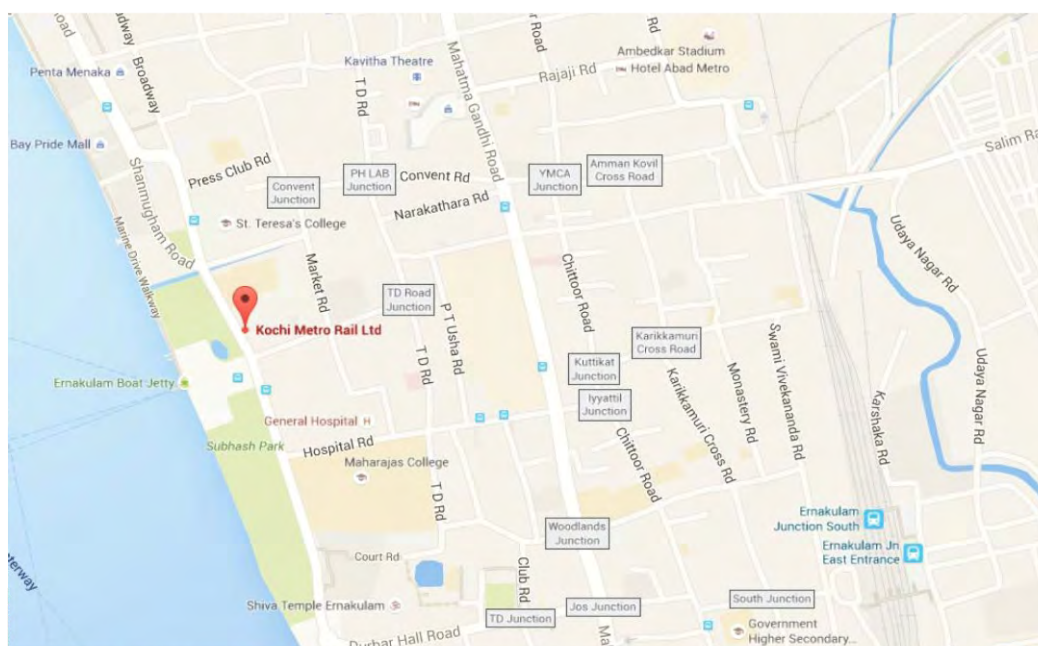 Road
Broadway
Penta Menaka
Broadway
Kavitha Theatre
T D Rd
Mahatma Gandhi Road
Road
Ambedkar Stadium
Hotel Abad Metro
Rajaji Rd
Bay Pride Mall
Salim Ra
Shanmugham Road
Press Club Rd
Convent
Junction
PH LAB
Junction
Convent Rd
YMCA
Junction
Amman Kovil
Cross Road
Narakathara Rd
St. Teresa's College
Marine Drive Walkway
Udaya Nagar Rd
Market Rd
TD Road
Junction
P T Usha Rd
Chittoor Road
Kochi Metro Rail Ltd
Karikkamuri
Cross Road
Swami Vivekananda Rd
Kuttikat
Junction
T D Rd
Udaya Nagar Rd
Ernakulam Boat Jetty
Iyyattil
Junction
Karikkamuri Cross Rd
Monastery Rd
Karshaka Rd
General Hospital
H
Subhash Park
Hospital Rd
Chittoor Road
Maharajas College
T D Rd
Ernakulam
Junction South
Woodlands
Junction
Ernakulam Jn
East Entrance
Court Rd
Club Rd
terway
Shiva Temple Ernakulam
TD Junction
Jos Junction
South Junction
Durbar Hall Road
Ma
Government
Higher Secondary...